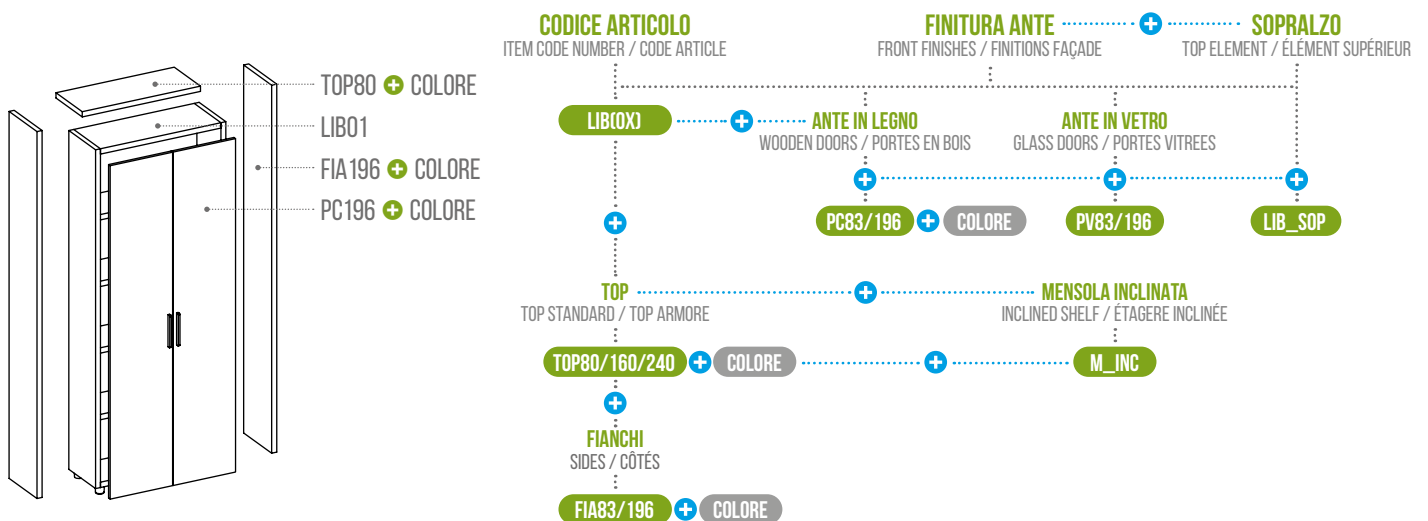 TOP80 + COLORE
LIB01
FIA196 + COLORE
PC196 + COLORE
CODICE ARTICOLO
ITEM CODE NUMBER / CODE ARTICLE
FINITURA ANTE + SOPRALZO
FRONT FINISHES / FINITIONS FAÇADE
TOP ELEMENT / ÉLÉMENT SUPÉRIEUR
LIB(0X) + ANTE IN LEGNO
WOODEN DOORS / PORTES EN BOIS
ANTE IN VETRO
GLASS DOORS / PORTES VITREES
+ + +
PC83/196 + COLORE
PV83/196
LIB_SOP
+
TOP + MENSOLA INCLINATA
TOP STANDARD / TOP ARMORE
INCLINED SHELF / ÉTAGERE INCLINÉE
TOP80/160/240 + COLORE + M_INC
+
FIANCHI
SIDES / CÔTÉS
FIA83/196 + COLORE